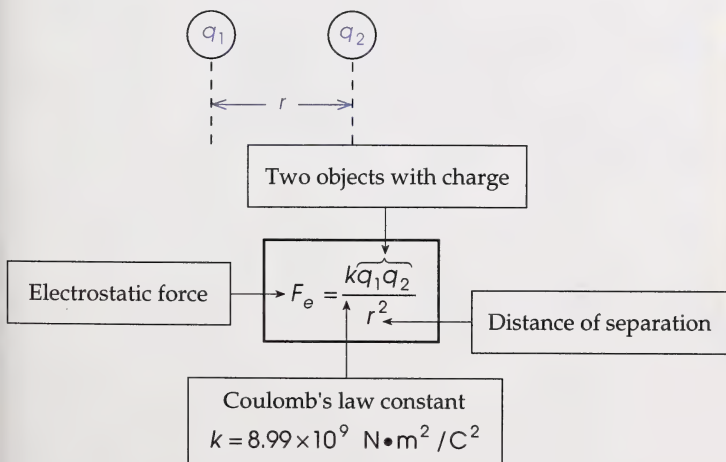 q₁ q₂
r
Two objects with charge
Electrostatic force
Fₑ = kq₁q₂ / r²
Distance of separation
Coulomb's law constant
k = 8.99 × 10⁹ N•m² / C²